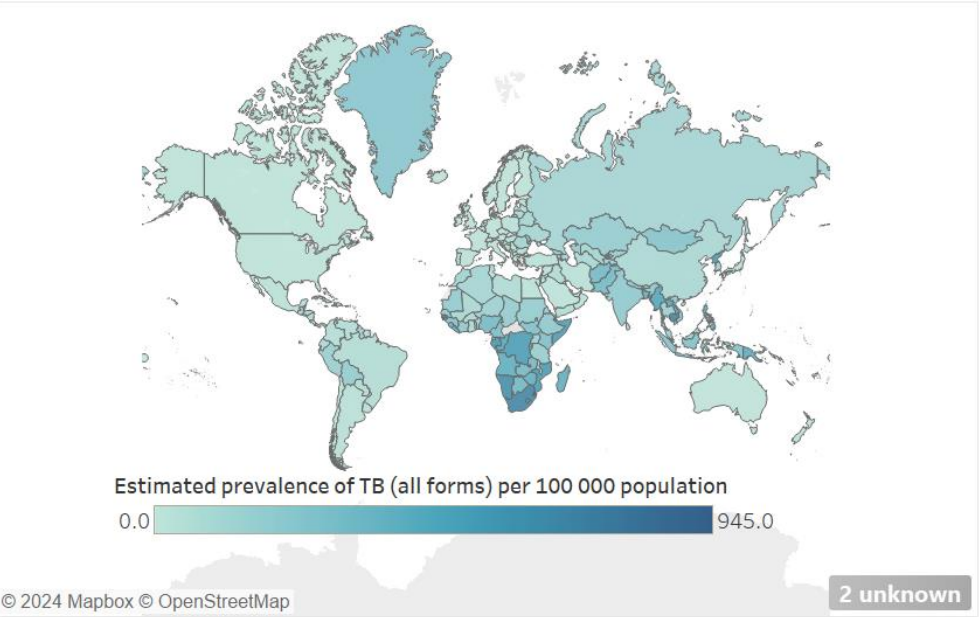 Estimated prevalence of TB (all forms) per 100 000 population
0.0 945.0
© 2024 Mapbox © OpenStreetMap
2 unknown